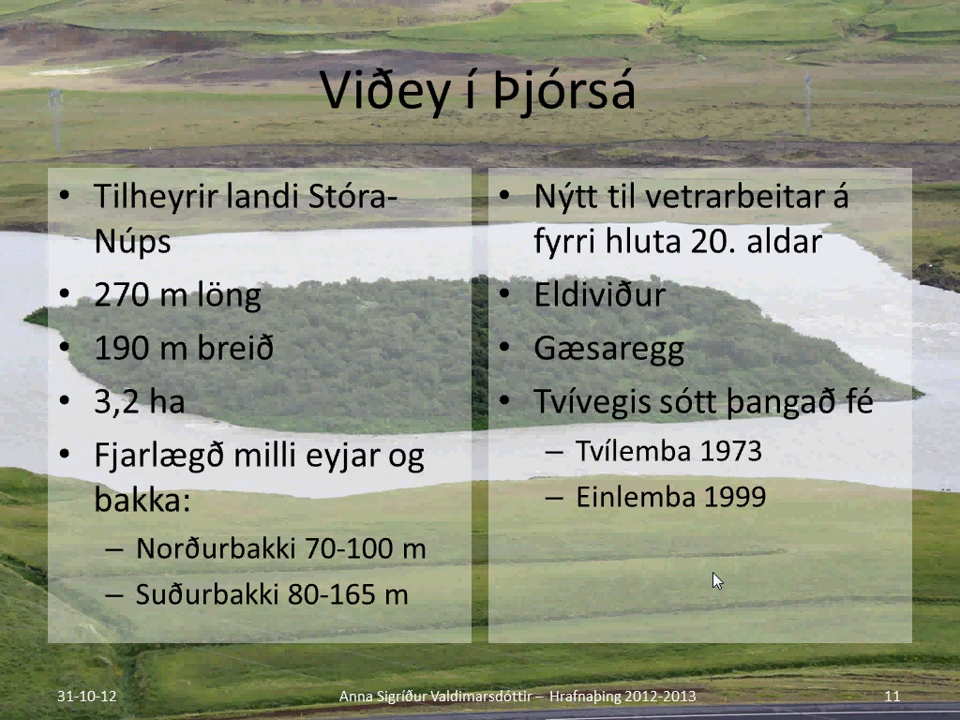 Viðey í Þjórsá
• Tilheyrir landi Stóra-
Núps
• 270 m löng
• 190 m breið
• 3,2 ha
• Fjarlægð milli eyjar og
bakka:
– Norðurbakki 70-100 m
– Suðurbakki 80-165 m
• Nýtt til vetrarbeitar á
fyrri hluta 20. aldar
• Eldiviður
• Gæsaregg
• Tvívegis sótt þangað fé
– Tvílemba 1973
– Einlemba 1999
31-10-12
Anna Sigríður Valdimarsdóttir – Hrafnaþing 2012-2013
11